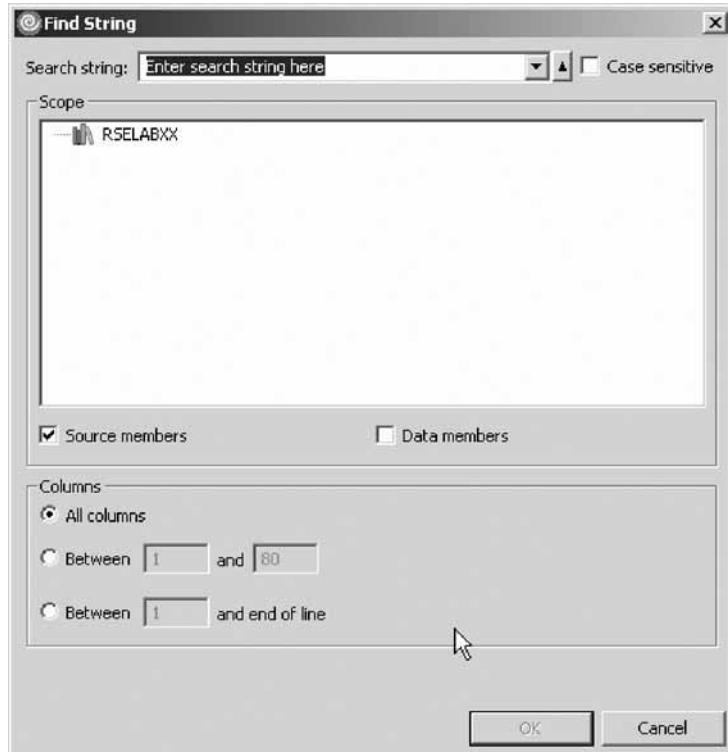 Find String
Search string: Enter search string here Case sensitive
Scope
RSELABXX
Source members Data members
Columns
All columns
Between 1 and 80
Between 1 and end of line
OK Cancel